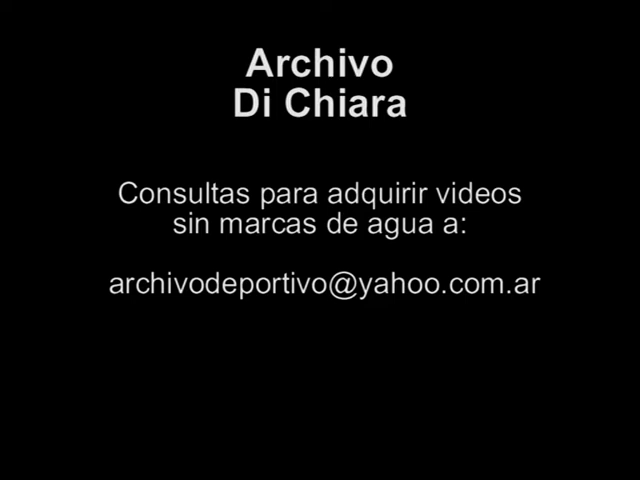 Archivo
Di Chiara
Consultas para adquirir videos
sin marcas de agua a:
archivodeportivo@yahoo.com.ar